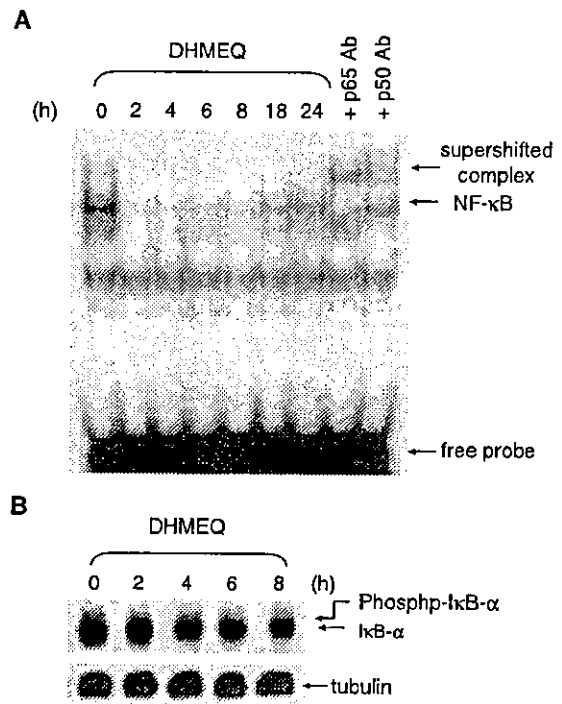 A
DHMEQ
(h) 0 2 4 6 8 18 24 + p65 Ab + p50 Ab
supershifted
complex
NF-κB
free probe
B
DHMEQ
0 2 4 6 8 (h)
Phosphp-IκB-α
IκB-α
tubulin